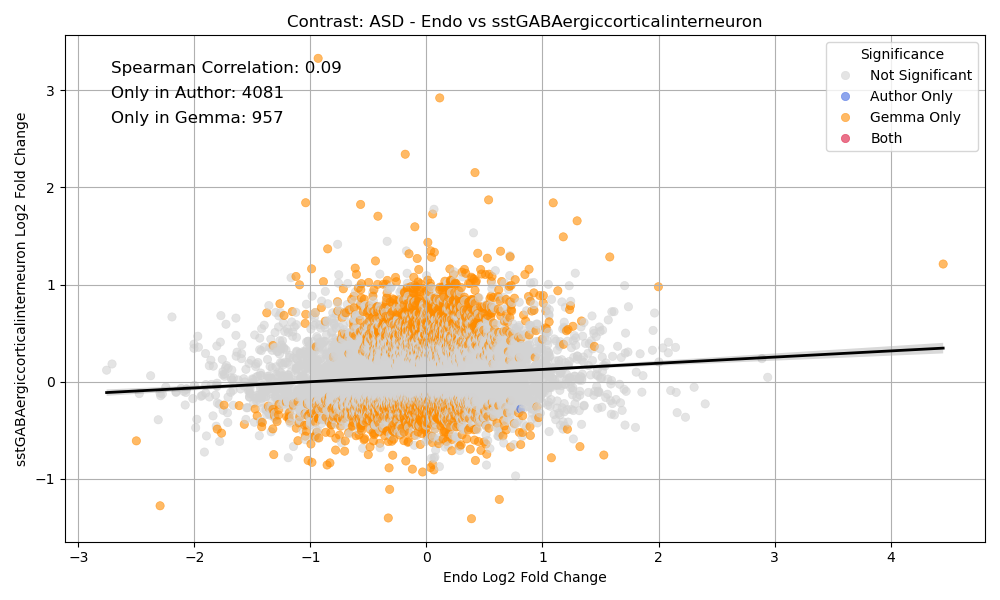 Contrast: ASD - Endo vs sstGABAergiccorticalinterneuron
Spearman Correlation: 0.09
Only in Author: 4081
Only in Gemma: 957
Significance
Not Significant
Author Only
Gemma Only
Both
sstGABAergiccorticalinterneuron Log2 Fold Change
3
2
1
0
−1
−3
−2
−1
0
1
2
3
4
Endo Log2 Fold Change